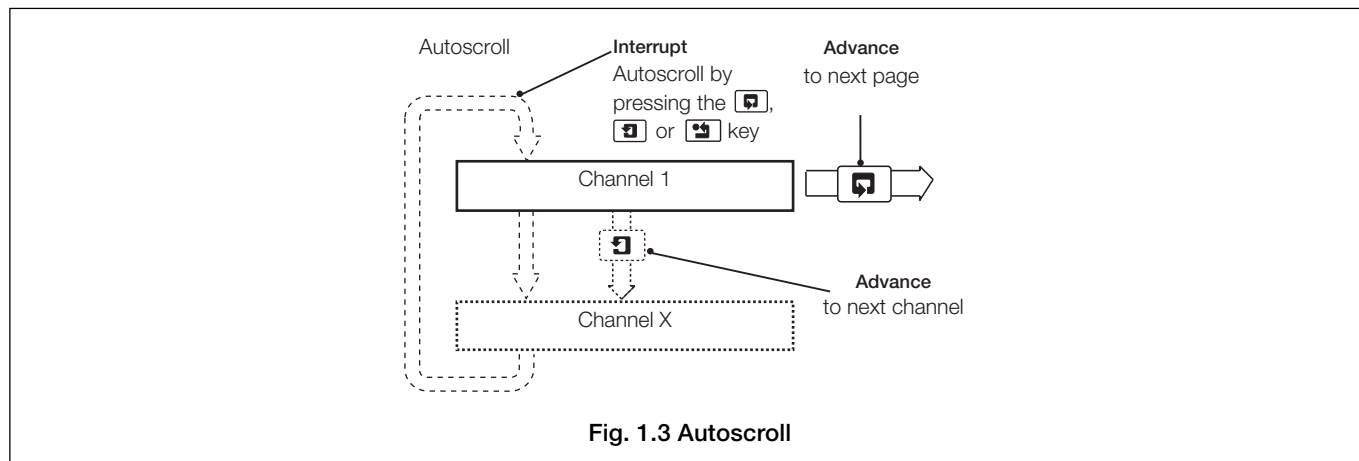 Autoscroll
Interrupt
Autoscroll by
pressing the ,
or key
Advance
to next page
Channel 1
Channel X
Advance
to next channel
Fig. 1.3 Autoscroll